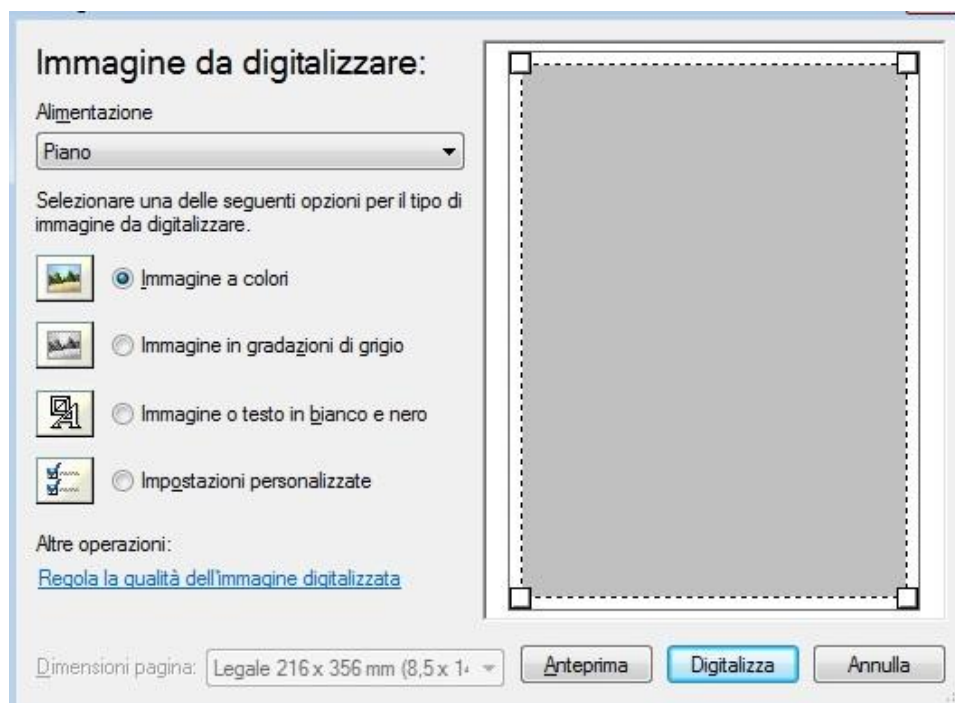 Immagine da digitalizzare:
Alimentazione
Piano
Selezionare una delle seguenti opzioni per il tipo di
immagine da digitalizzare.
Immagine a colori
Immagine in gradazioni di grigio
Immagine o testo in bianco e nero
Impostazioni personalizzate
Altre operazioni:
Regola la qualità dell'immagine digitalizzata
Dimensioni pagina: Legale 216 x 356 mm (8,5 x 14 Anteprima Digitalizza Annulla